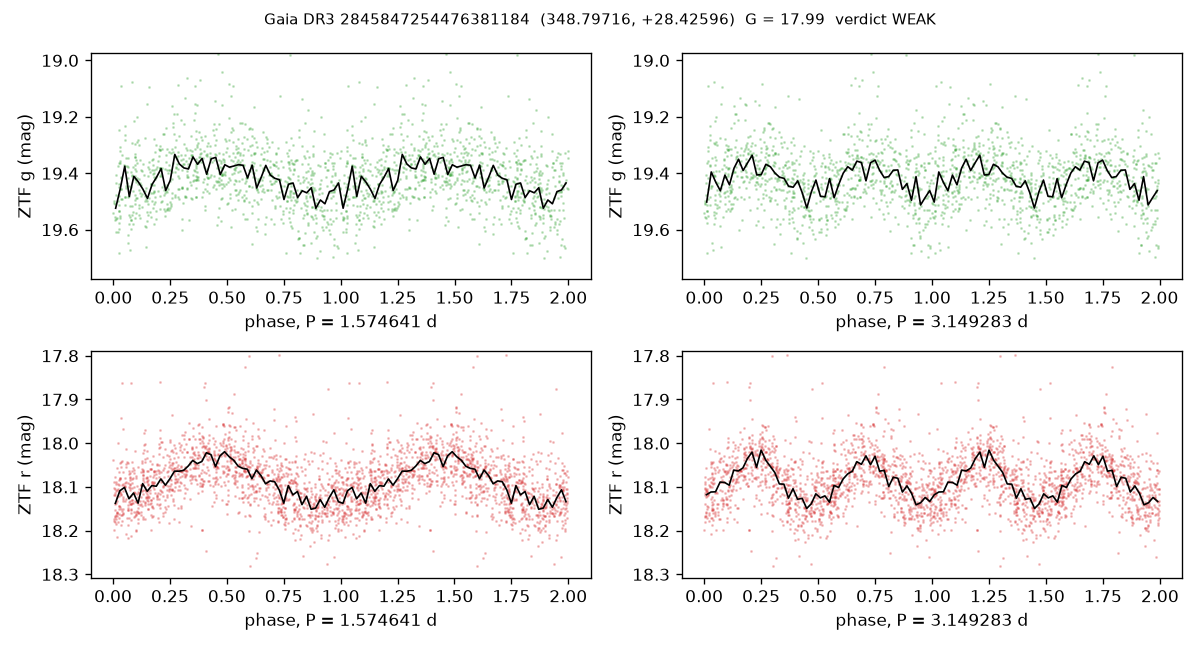 Gaia DR3 2845847254476381184 (348.79716, +28.42596) G = 17.99 verdict WEAK
19.0
19.2
19.4
19.6
ZTF g (mag)
0.00 0.25 0.50 0.75 1.00 1.25 1.50 1.75 2.00
phase, P = 1.574641 d
19.0
19.2
19.4
19.6
ZTF g (mag)
0.00 0.25 0.50 0.75 1.00 1.25 1.50 1.75 2.00
phase, P = 3.149283 d
17.8
17.9
18.0
18.1
18.2
18.3
ZTF r (mag)
0.00 0.25 0.50 0.75 1.00 1.25 1.50 1.75 2.00
phase, P = 1.574641 d
17.8
17.9
18.0
18.1
18.2
18.3
ZTF r (mag)
0.00 0.25 0.50 0.75 1.00 1.25 1.50 1.75 2.00
phase, P = 3.149283 d